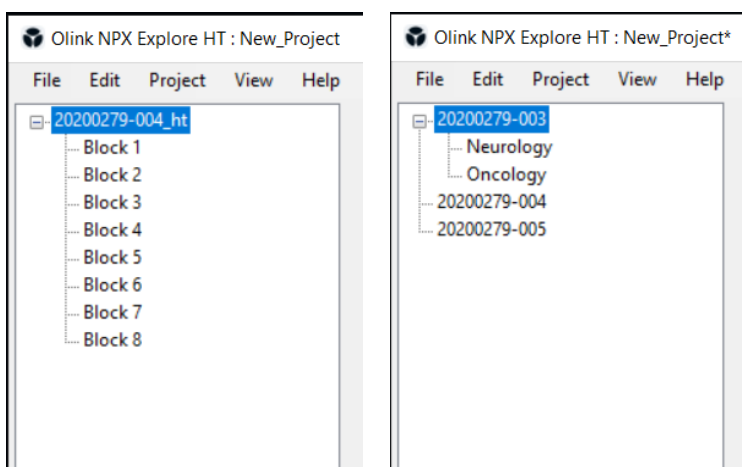 Olink NPX Explore HT : New_Project
File Edit Project View Help
20200279-004_ht
Block 1
Block 2
Block 3
Block 4
Block 5
Block 6
Block 7
Block 8
Olink NPX Explore HT : New_Project*
File Edit Project View Help
20200279-003
Neurology
Oncology
20200279-004
20200279-005